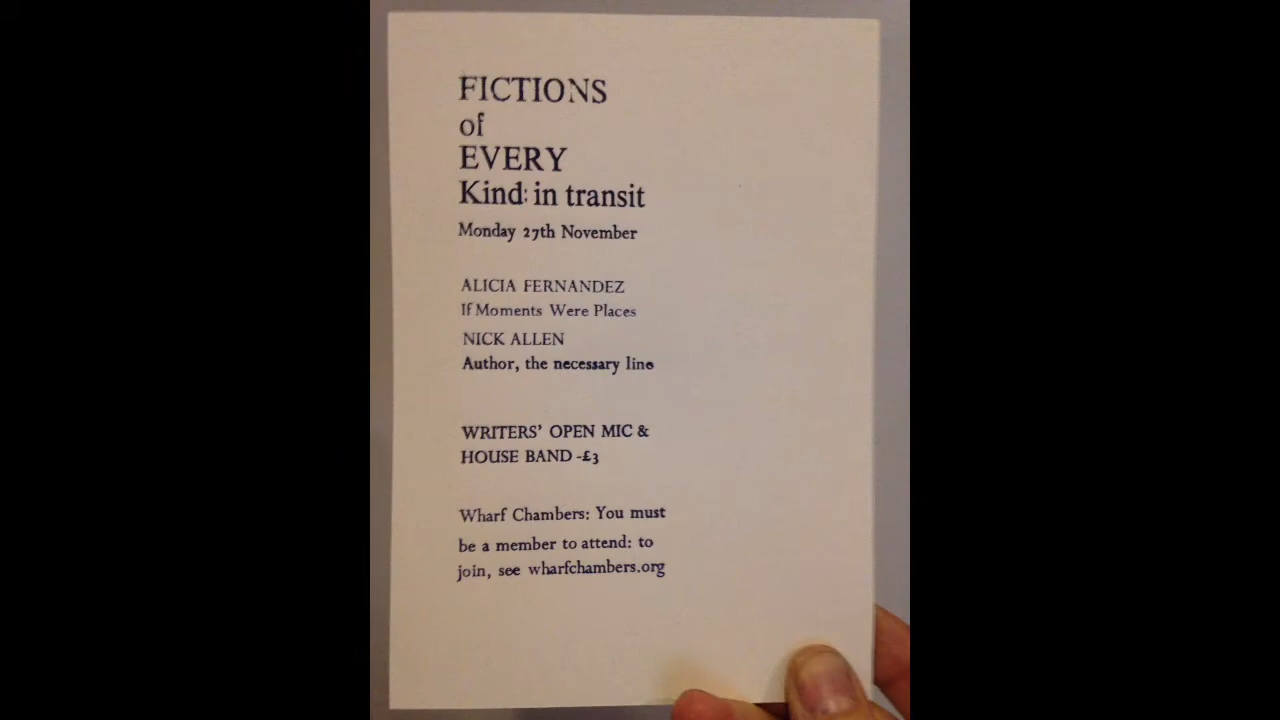 FICTIONS
of
EVERY
Kind: in transit
Monday 27th November
ALICIA FERNANDEZ
If Moments Were Places
NICK ALLEN
Author, the necessary line
WRITERS' OPEN MIC &
HOUSE BAND -£3
Wharf Chambers: You must
be a member to attend: to
join, see wharfchambers.org